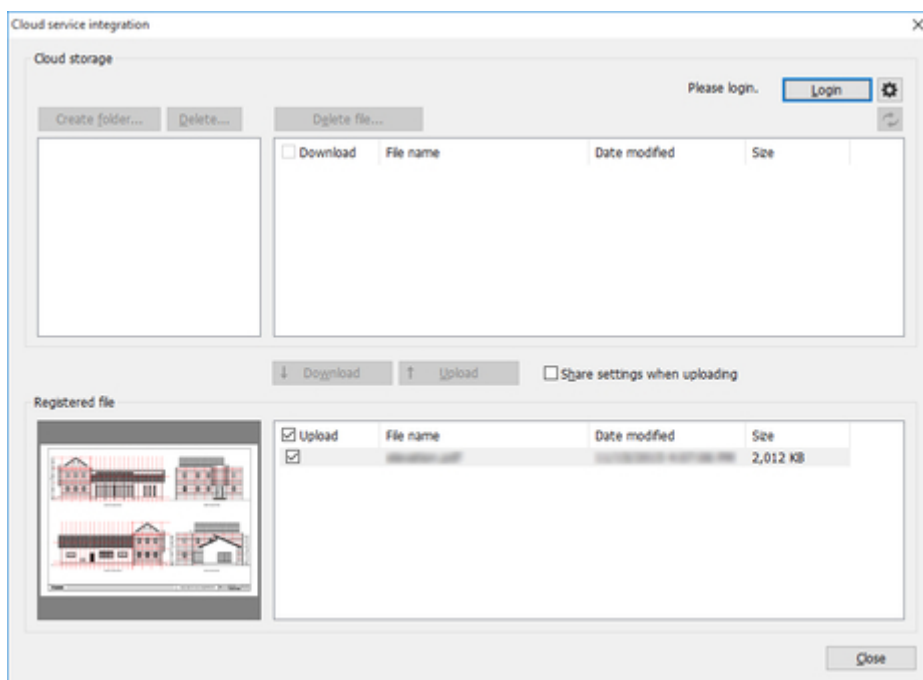 Cloud service integration
Cloud storage
Please login. Login
Create folder... Delete... Delete file...
Download File name Date modified Size
Download Upload Share settings when uploading
Registered file
Upload File name Date modified Size
2,012 KB
Close